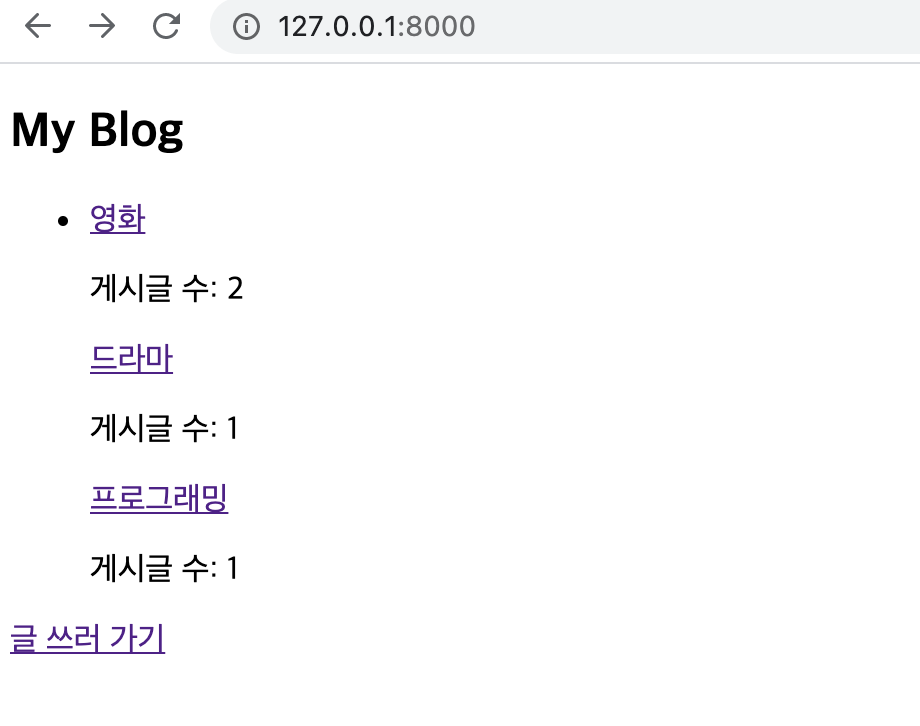 127.0.0.1:8000
My Blog
• 영화
게시글 수: 2
드라마
게시글 수: 1
프로그래밍
게시글 수: 1
글 쓰러 가기